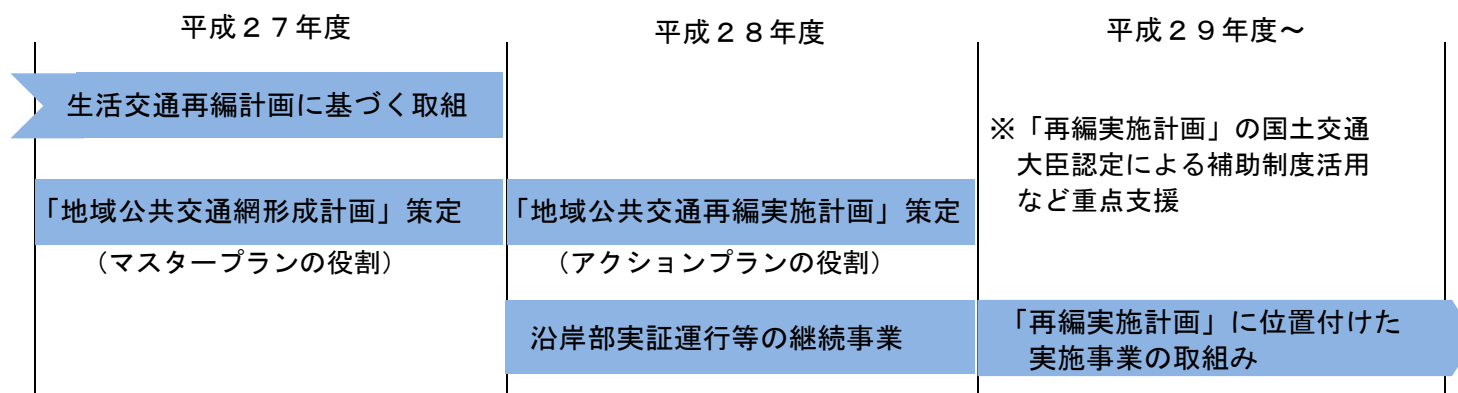 平成２７年度
平成２８年度
平成２９年度～
生活交通再編計画に基づく取組
※「再編実施計画」の国土交通
大臣認定による補助制度活用
など重点支援
「地域公共交通網形成計画」策定
「地域公共交通再編実施計画」策定
（マスタープランの役割）
（アクションプランの役割）
沿岸部実証運行等の継続事業
「再編実施計画」に位置付けた
実施事業の取組み